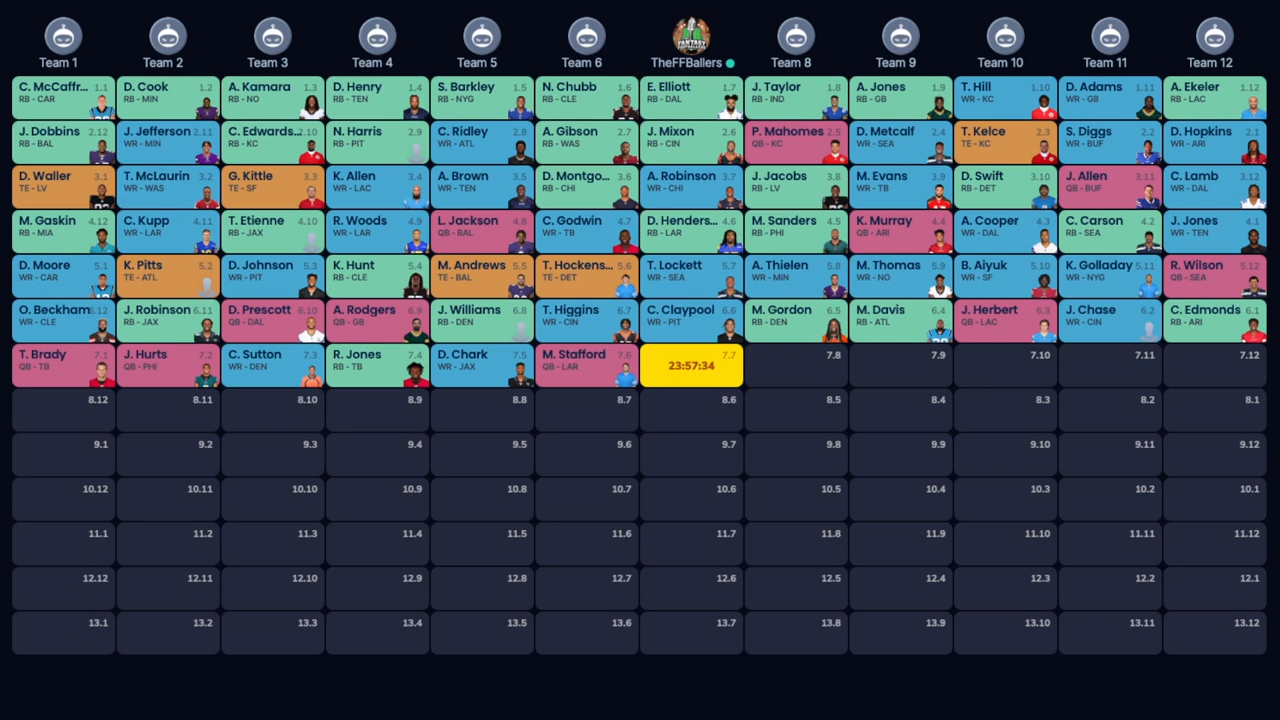 FANTASY
FOOTBALLERS
Team 1 Team 2 Team 3 Team 4 Team 5 Team 6 TheFFBallers Team 8 Team 9 Team 10 Team 11 Team 12
C. McCaffr... 1.1 D. Cook 1.2 A. Kamara 1.3 D. Henry 1.4 S. Barkley 1.5 N. Chubb 1.6 E. Elliott 1.7 J. Taylor 1.8 A. Jones 1.9 T. Hill 1.10 D. Adams 1.11 A. Ekeler 1.12
RB - CAR RB - MIN RB - NO RB - TEN RB - NYG RB - CLE RB - DAL RB - IND RB - GB WR - KC WR - GB RB - LAC
J. Dobbins 2.12 J. Jefferson 2.11 C. Edwards... 2.10 N. Harris 2.9 C. Ridley 2.8 A. Gibson 2.7 J. Mixon 2.6 P. Mahomes 2.5 D. Metcalf 2.4 T. Kelce 2.3 S. Diggs 2.2 D. Hopkins 2.1
RB - BAL WR - MIN RB - KC RB - PIT WR - ATL RB - WAS RB - CIN QB - KC WR - SEA TE - KC WR - BUF WR - ARI
D. Waller 3.1 T. McLaurin 3.2 G. Kittle 3.3 K. Allen 3.4 A. Brown 3.5 D. Montgo... 3.6 A. Robinson 3.7 J. Jacobs 3.8 M. Evans 3.9 D. Swift 3.10 J. Allen 3.11 C. Lamb 3.12
TE - LV WR - WAS TE - SF WR - LAC WR - TEN RB - CHI WR - CHI RB - LV WR - TB RB - DET QB - BUF WR - DAL
M. Gaskin 4.12 C. Kupp 4.11 T. Etienne 4.10 R. Woods 4.9 L. Jackson 4.8 C. Godwin 4.7 D. Henders... 4.6 M. Sanders 4.5 K. Murray 4.4 A. Cooper 4.3 C. Carson 4.2 J. Jones 4.1
RB - MIA WR - LAR RB - JAX WR - LAR QB - BAL WR - TB RB - LAR RB - PHI QB - ARI WR - DAL RB - SEA WR - TEN
D. Moore 5.1 K. Pitts 5.2 D. Johnson 5.3 K. Hunt 5.4 M. Andrews 5.5 T. Hockens... 5.6 T. Lockett 5.7 A. Thielen 5.8 M. Thomas 5.9 B. Aiyuk 5.10 K. Golladay 5.11 R. Wilson 5.12
WR - CAR TE - ATL WR - PIT RB - CLE TE - BAL TE - DET WR - SEA WR - MIN WR - NO WR - SF WR - NYG QB - SEA
O. Beckham 6.12 J. Robinson 6.11 D. Prescott 6.10 A. Rodgers 6.9 J. Williams 6.8 T. Higgins 6.7 C. Claypool 6.6 M. Gordon 6.5 M. Davis 6.4 J. Herbert 6.3 J. Chase 6.2 C. Edmonds 6.1
WR - CLE RB - JAX QB - DAL QB - GB RB - DEN WR - CIN WR - PIT RB - DEN RB - ATL QB - LAC WR - CIN RB - ARI
T. Brady 7.1 J. Hurts 7.2 C. Sutton 7.3 R. Jones 7.4 D. Chark 7.5 M. Stafford 7.6 7.7 7.8 7.9 7.10 7.11 7.12
QB - TB QB - PHI WR - DEN RB - TB WR - JAX QB - LAR 23:57:34
8.12 8.11 8.10 8.9 8.8 8.7 8.6 8.5 8.4 8.3 8.2 8.1
9.1 9.2 9.3 9.4 9.5 9.6 9.7 9.8 9.9 9.10 9.11 9.12
10.12 10.11 10.10 10.9 10.8 10.7 10.6 10.5 10.4 10.3 10.2 10.1
11.1 11.2 11.3 11.4 11.5 11.6 11.7 11.8 11.9 11.10 11.11 11.12
12.12 12.11 12.10 12.9 12.8 12.7 12.6 12.5 12.4 12.3 12.2 12.1
13.1 13.2 13.3 13.4 13.5 13.6 13.7 13.8 13.9 13.10 13.11 13.12